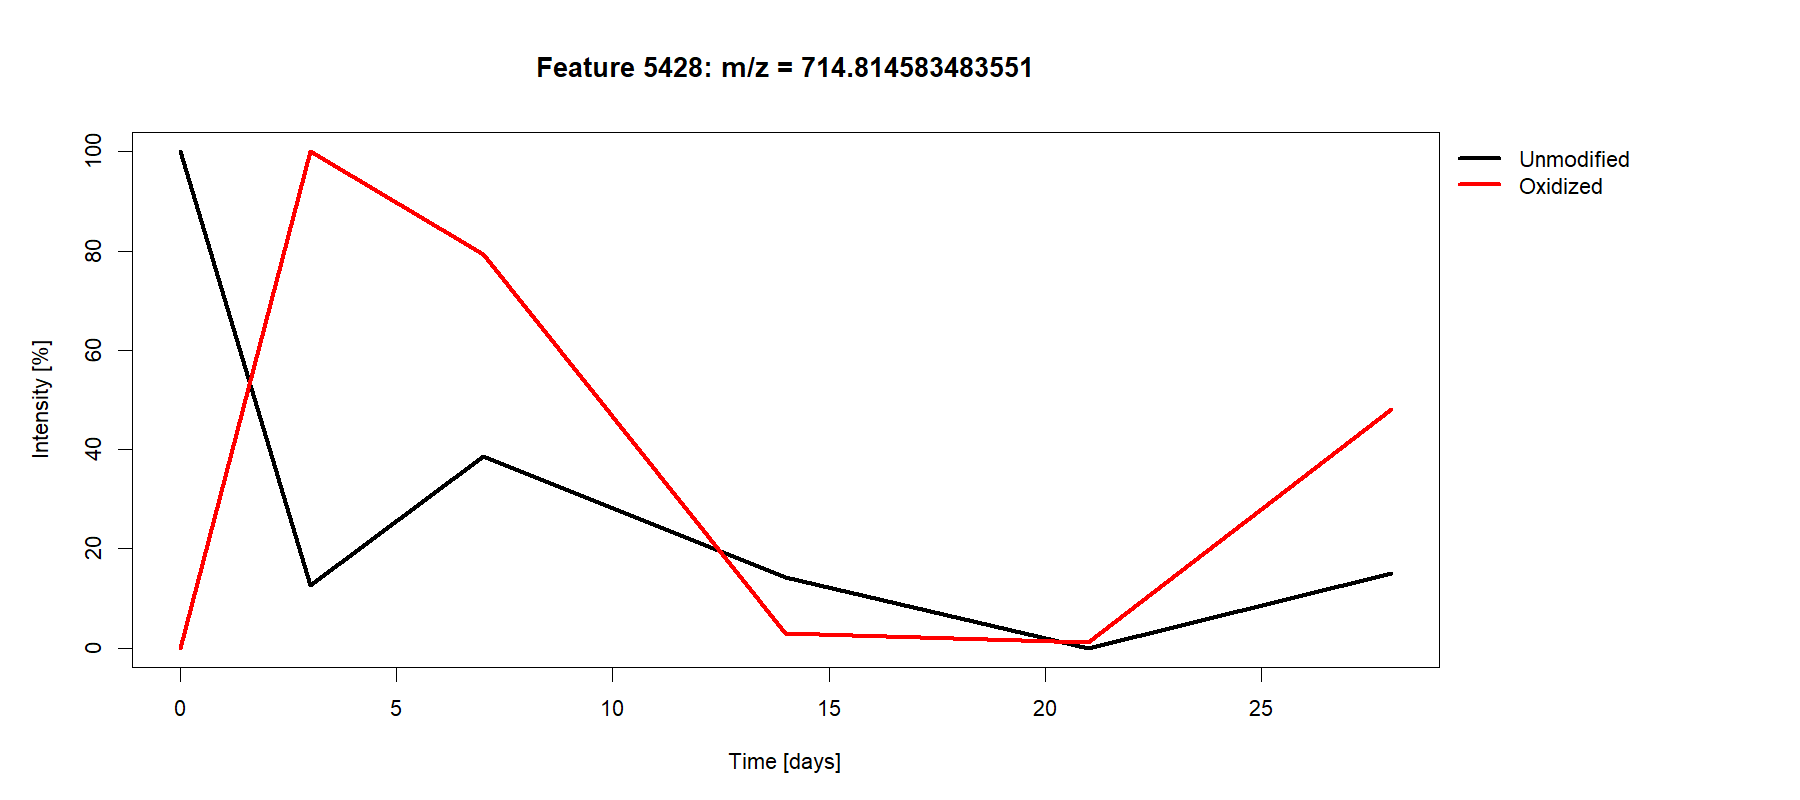 Feature 5428: m/z = 714.814583483551
Unmodified
Oxidized
Intensity [%]
100
80
60
40
20
0
0 5 10 15 20 25
Time [days]